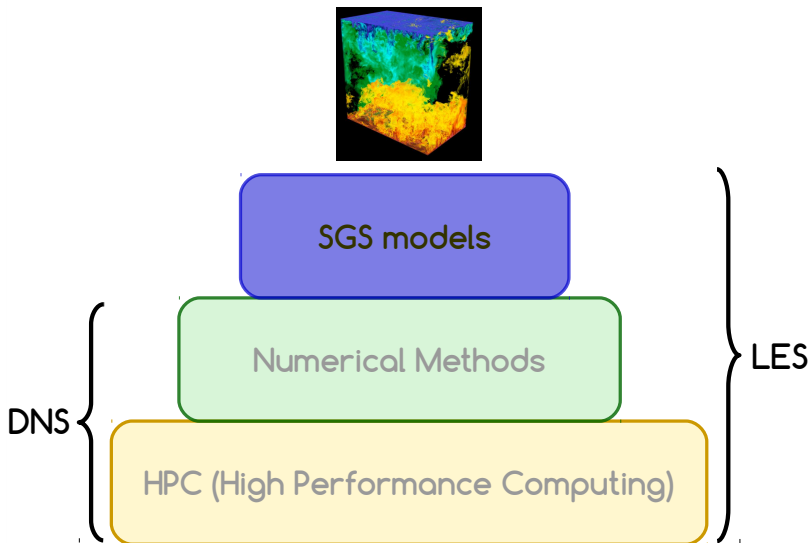 SGS models
Numerical Methods
LES
DNS
HPC (High Performance Computing)